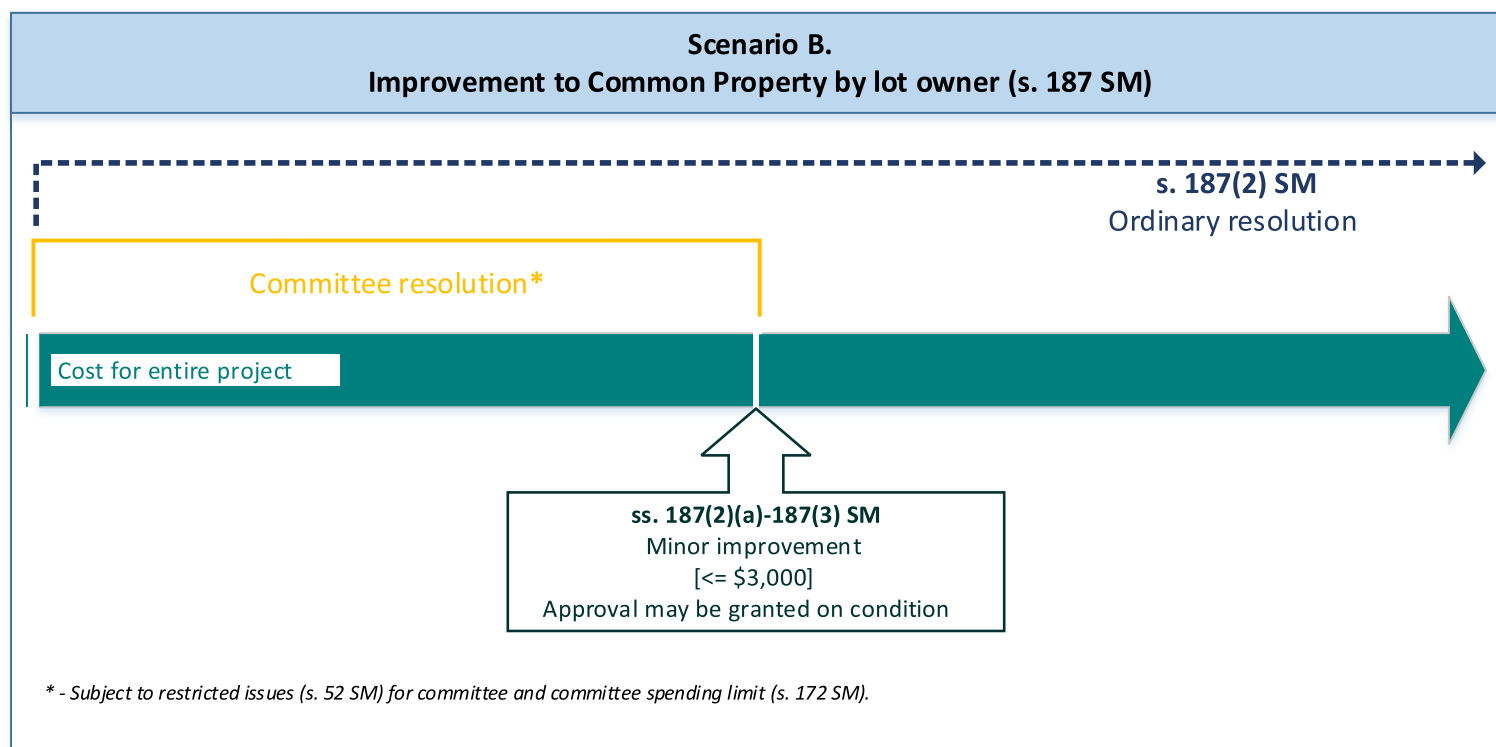 Scenario B.
Improvement to Common Property by lot owner (s. 187 SM)
s. 187(2) SM
Ordinary resolution
Committee resolution*
Cost for entire project
ss. 187(2)(a)-187(3) SM
Minor improvement
[<= $3,000]
Approval may be granted on condition
* - Subject to restricted issues (s. 52 SM) for committee and committee spending limit (s. 172 SM).